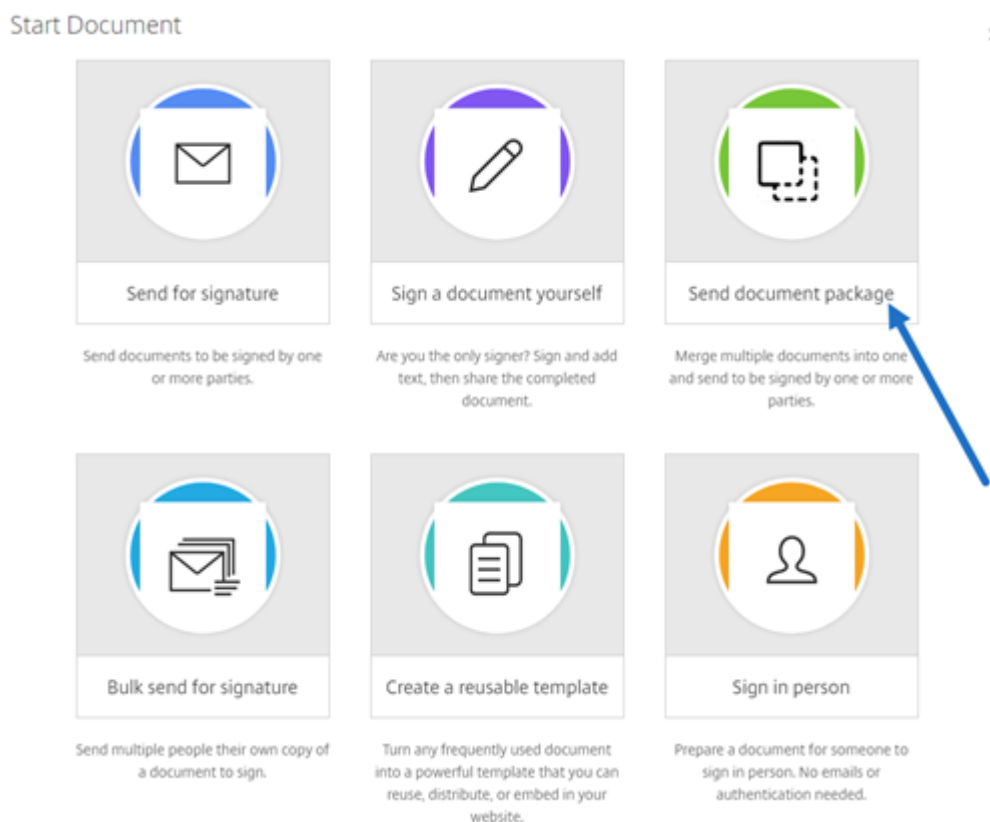 Start Document
Send for signature
Sign a document yourself
Send document package
Send documents to be signed by one
or more parties.
Are you the only signer? Sign and add
text, then share the completed
document.
Merge multiple documents into one
and send to be signed by one or more
parties.
Bulk send for signature
Create a reusable template
Sign in person
Send multiple people their own copy of
a document to sign.
Turn any frequently used document
into a powerful template that you can
reuse, distribute, or embed in your
website.
Prepare a document for someone to
sign in person. No emails or
authentication needed.